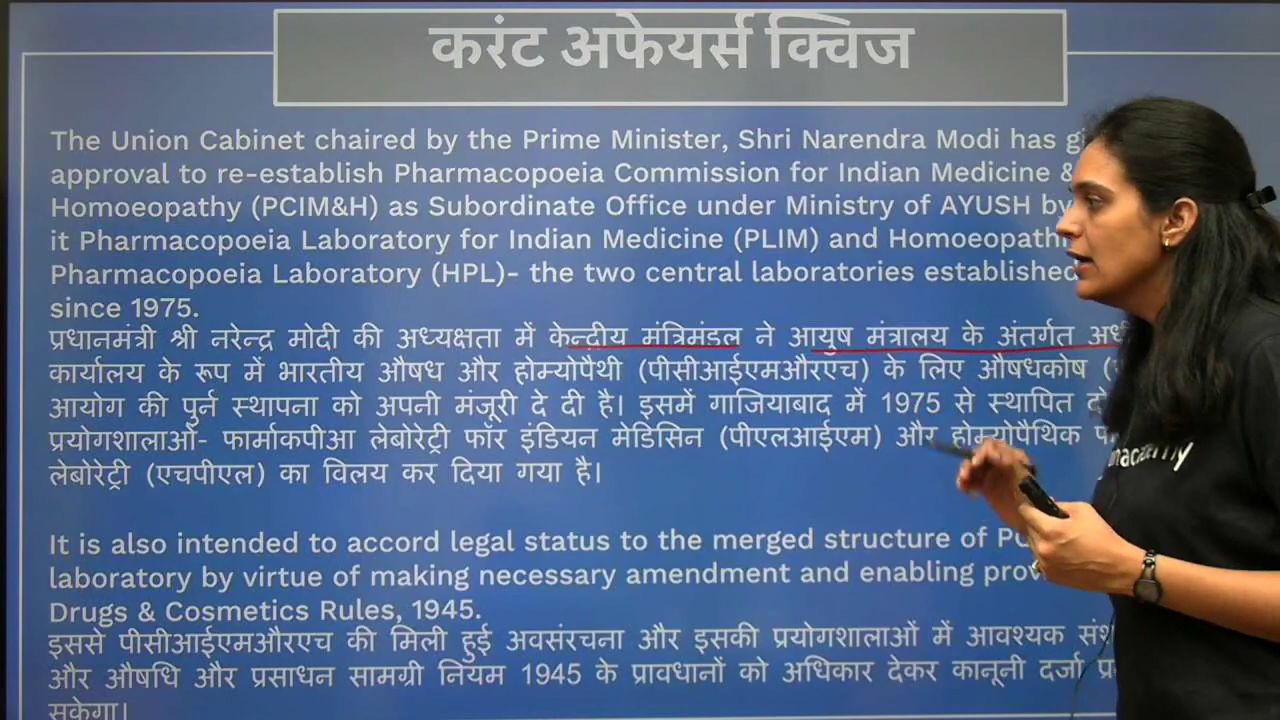 करंट अफेयर्स क्विज
The Union Cabinet chaired by the Prime Minister, Shri Narendra Modi has
approval to re-establish Pharmacopoeia Commission for Indian Medicine &
Homoeopathy (PCIM&H) as Subordinate Office under Ministry of AYUSH by
it Pharmacopoeia Laboratory for Indian Medicine (PLIM) and
Pharmacopoeia Laboratory (HPL)- the two central laboratories established
since 1975.
प्रधानमंत्री श्री नरेन्द्र मोदी की अध्यक्षता में केन्द्रीय मंत्रिमंडल ने आयुष मंत्रालय के अंतर्गत
कार्यालय के रूप में भारतीय औषध और होम्योपैथी (पीसीआईएमऔरएच) के लिए औषधकोष
आयोग की पुर्न स्थापना को अपनी मंजूरी दे दी है। इसमें गाजियाबाद में 1975 से स्थापित
प्रयोगशालाओं- फार्माकपीआ लेबोरेट्री फॉर इंडियन मेडिसिन (पीएलआईएम) और होम्योपैथिक
लेबोरेट्री (एचपीएल) का विलय कर दिया गया है।
It is also intended to accord legal status to the merged structure of
laboratory by virtue of making necessary amendment and enabling
Drugs & Cosmetics Rules, 1945.
इससे पीसीआईएमऔरएच की मिली हुई अवसंरचना और इसकी प्रयोगशालाओं में आवश्यक
और औषधि और प्रसाधन सामग्री नियम 1945 के प्रावधानों को अधिकार देकर कानूनी दर्जा
सकेगा।